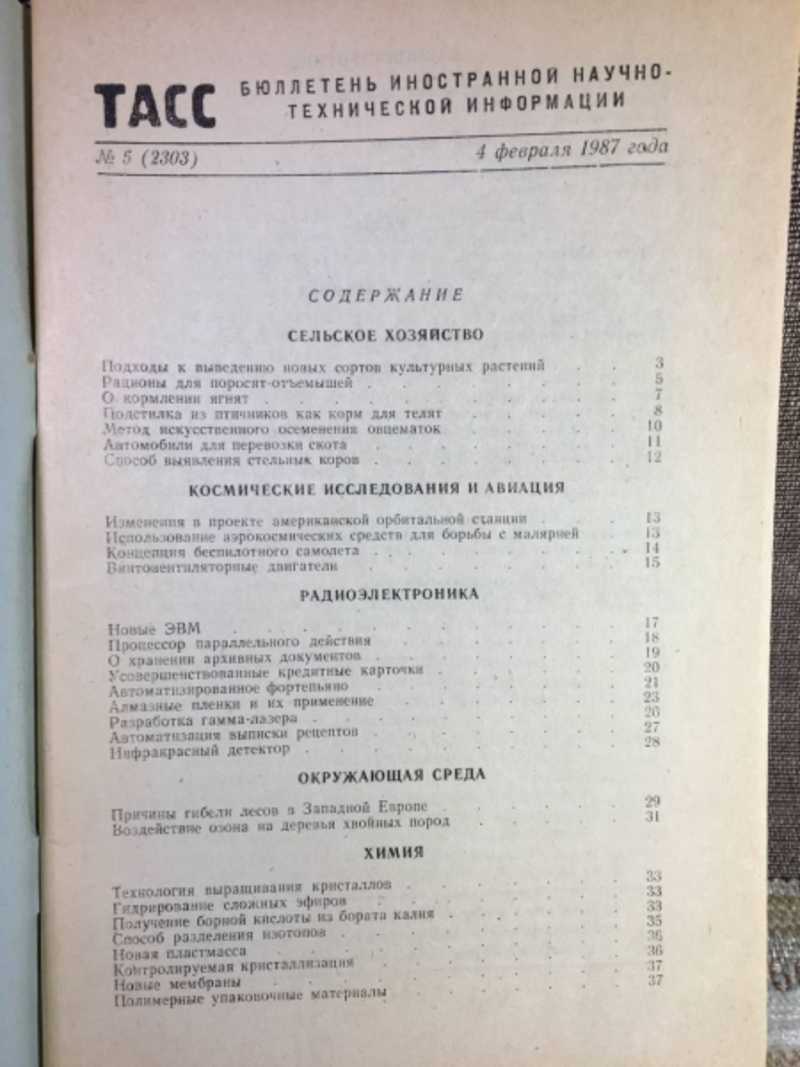 ТАСС БЮЛЛЕТЕНЬ ИНОСТРАННОЙ НАУЧНО-
ТЕХНИЧЕСКОЙ ИНФОРМАЦИИ
№ 5 (2303) 4 февраля 1987 года
СОДЕРЖАНИЕ
СЕЛЬСКОЕ ХОЗЯЙСТВО
Подходы к выведению новых сортов культурных растений . . 3
Рационы для поросят-отъемышей . . . . . . . 5
О кормлении ягнят . . . . . . . . . 7
Подстилка из птичников как корм для телят . . . . . 8
Метод искусственного осеменения овцематок . . . . . 10
Автомобили для перевозки скота . . . . . . . 11
Способ выявления стельных коров . . . . . . . 12
КОСМИЧЕСКИЕ ИССЛЕДОВАНИЯ И АВИАЦИЯ
Изменения в проекте американской орбитальной станции . . . 13
Использование аэрокосмических средств для борьбы с малярией . 13
Концепция беспилотного самолета . . . . . . . 14
Винтовентиляторные двигатели . . . . . . . 15
РАДИОЭЛЕКТРОНИКА
Новые ЭВМ . . . . . . . . . . 17
Процессор параллельного действия . . . . . . . 18
О хранении архивных документов . . . . . . . 19
Усовершенствованные кредитные карточки . . . . . 20
Автоматизированное фортепьяно . . . . . . . 21
Алмазные пленки и их применение . . . . . . 23
Разработка гамма-лазера . . . . . . . . 26
Автоматизация выписки рецептов . . . . . . . 27
Инфракрасный детектор . . . . . . . . 28
ОКРУЖАЮЩАЯ СРЕДА
Причины гибели лесов в Западной Европе . . . . . 29
Воздействие озона на деревья хвойных пород . . . . . 31
ХИМИЯ
Технология выращивания кристаллов . . . . . . 33
Гидрирование сложных эфиров . . . . . . . 33
Получение борной кислоты из бората калия . . . . . 33
Способ разделения изотопов . . . . . . . . 35
Новая пластмасса . . . . . . . . . 36
Контролируемая кристаллизация . . . . . . . 36
Новые мембраны . . . . . . . . . 37
Полимерные упаковочные материалы . . . . . . 37